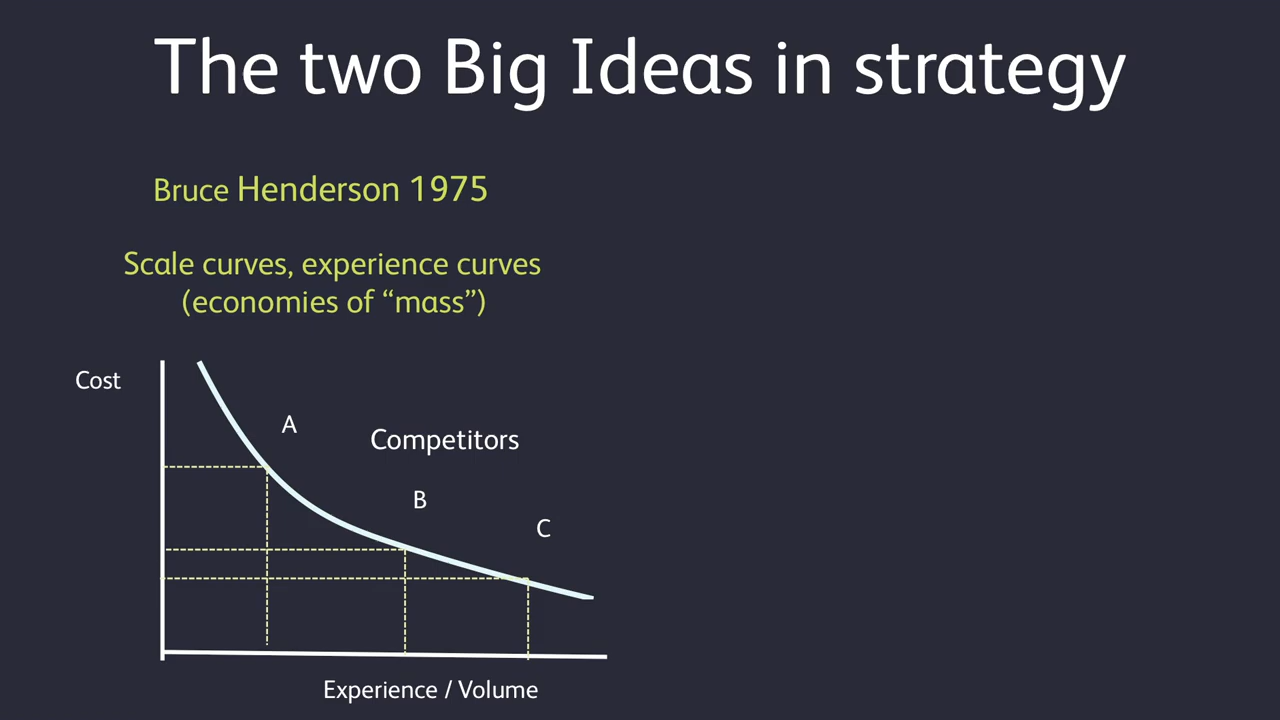 The two Big Ideas in strategy
Bruce Henderson 1975
Scale curves, experience curves
(economies of “mass”)
Cost
A
Competitors
B
C
Experience / Volume